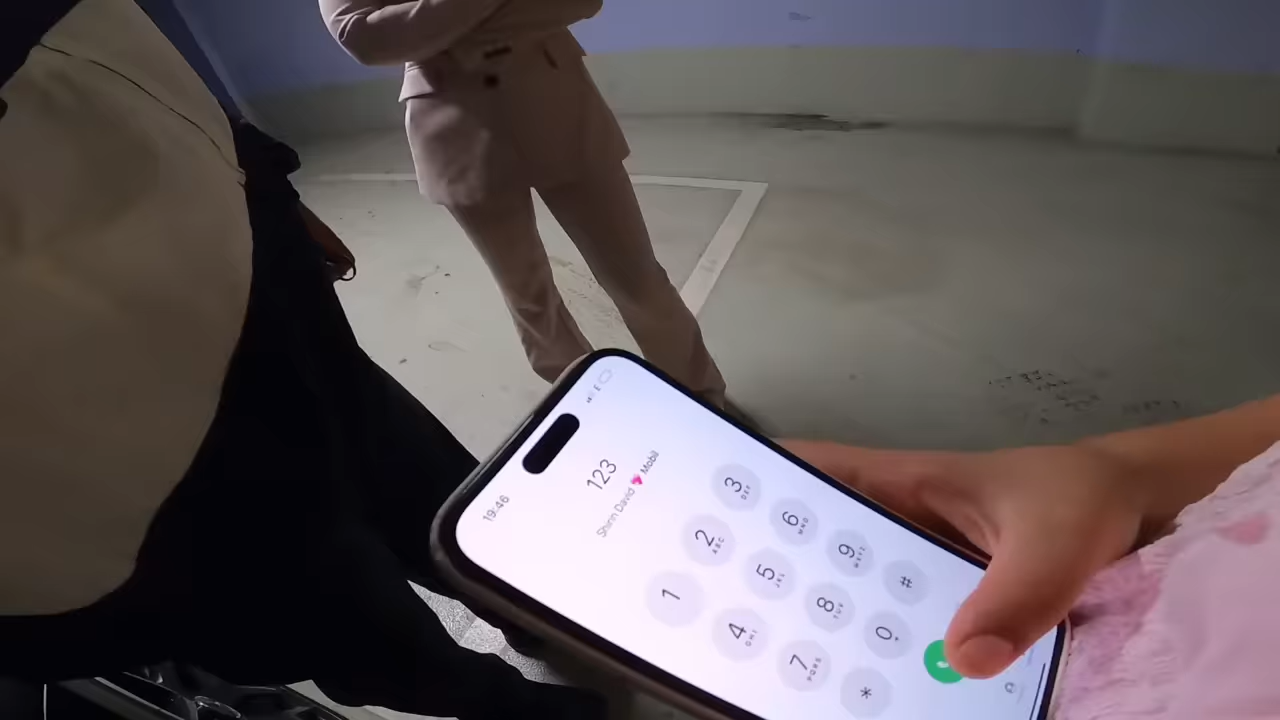 19:46
123
Shirin David 💘 Mobil
1
2 ABC
3 DEF
4 GHI
5 JKL
6 MNO
7 PQRS
8 TUV
9 WXYZ
*
0 +
#